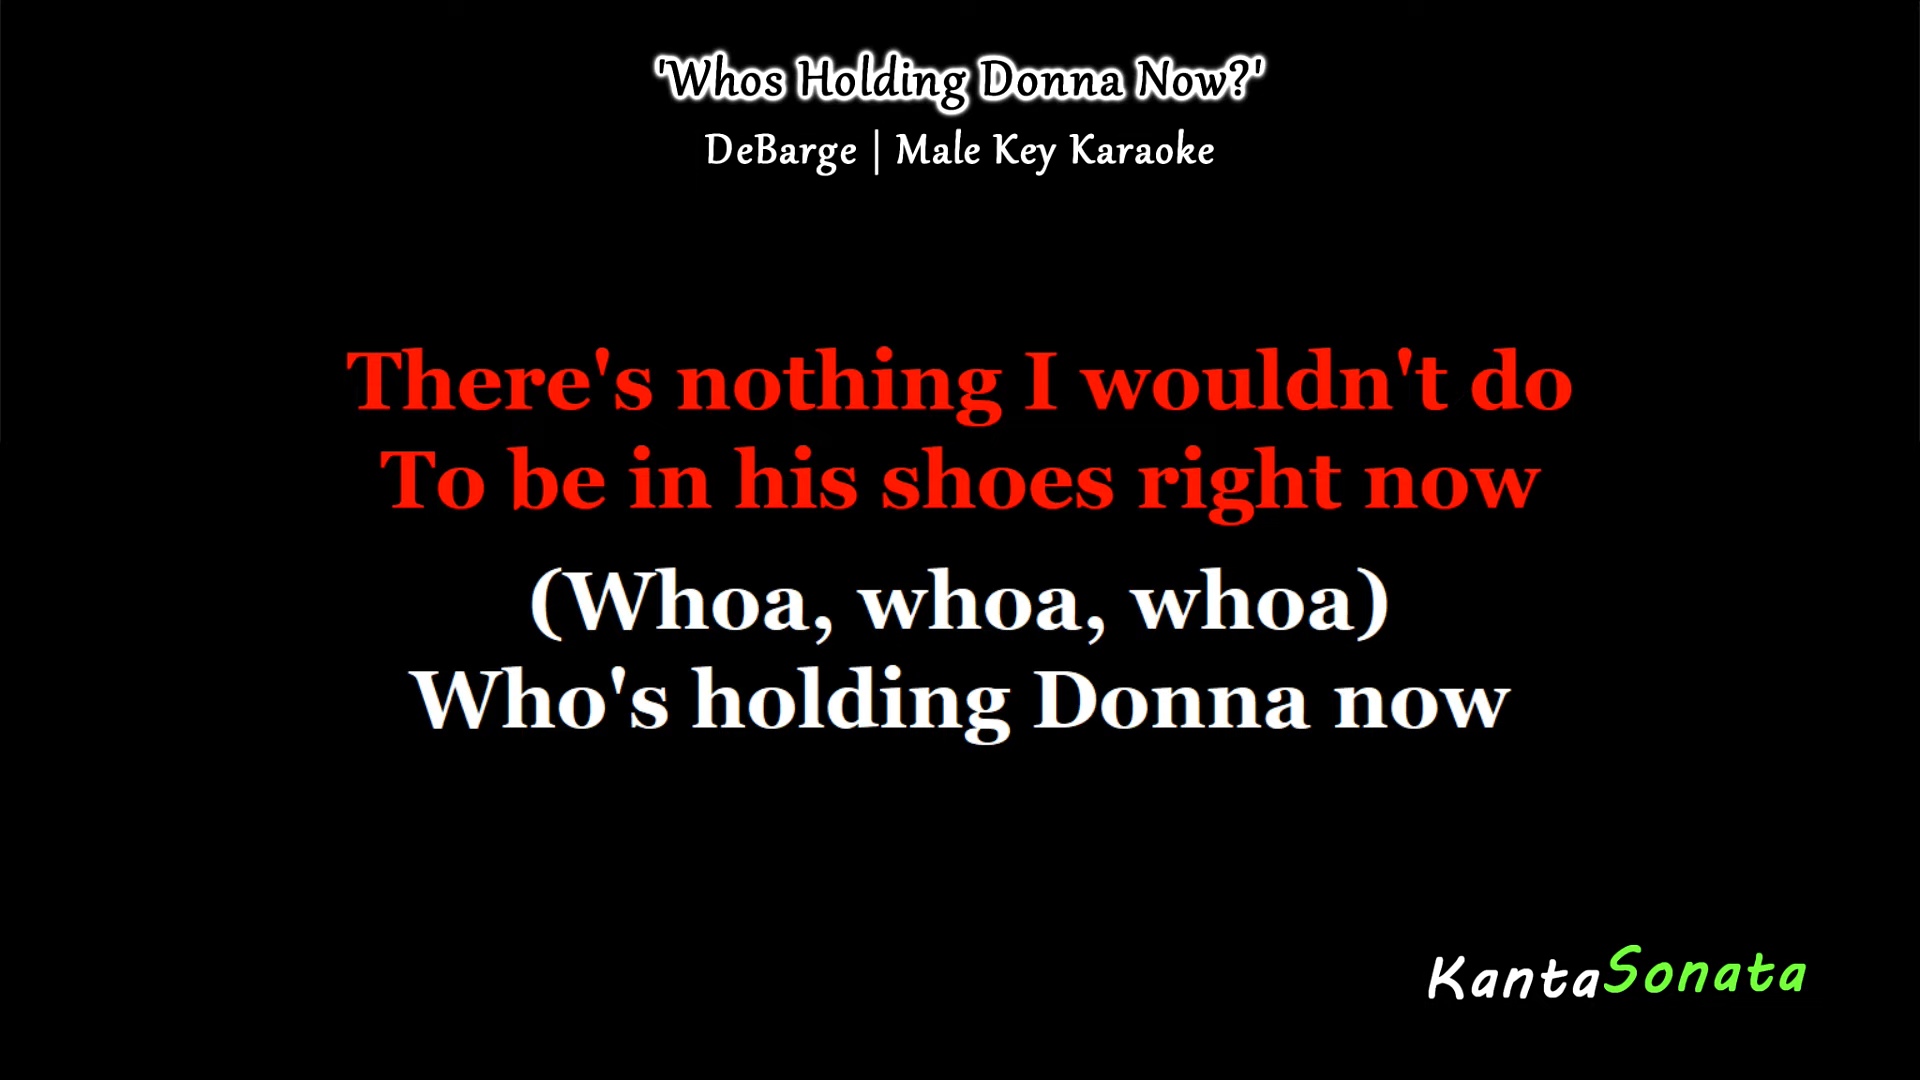 'Whos Holding Donna Now?'
DeBarge | Male Key Karaoke
There's nothing I wouldn't do
To be in his shoes right now
(Whoa, whoa, whoa)
Who's holding Donna now
KantaSonata